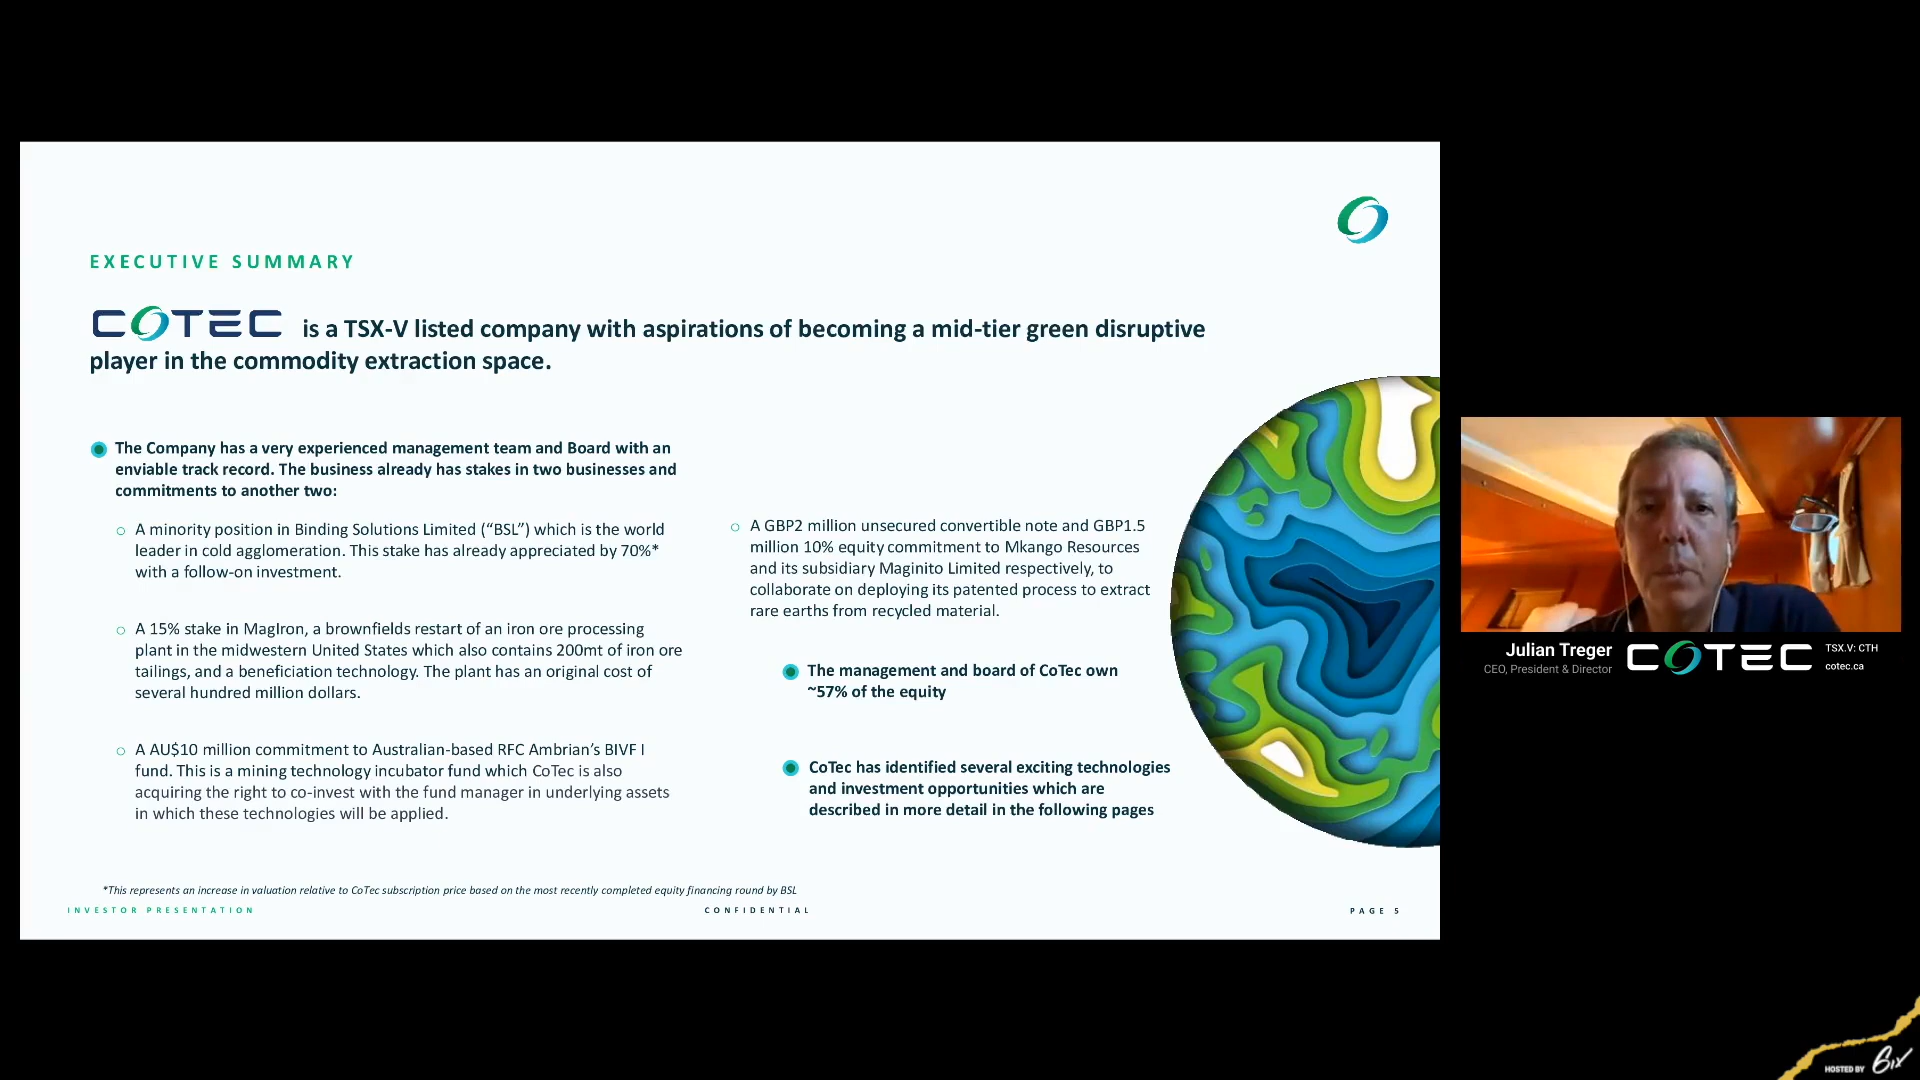 EXECUTIVE SUMMARY
COTEC is a TSX-V listed company with aspirations of becoming a mid-tier green disruptive
player in the commodity extraction space.
The Company has a very experienced management team and Board with an
enviable track record. The business already has stakes in two businesses and
commitments to another two:
A minority position in Binding Solutions Limited (“BSL”) which is the world
leader in cold agglomeration. This stake has already appreciated by 70%*
with a follow-on investment.
A 15% stake in MagIron, a brownfields restart of an iron ore processing
plant in the midwestern United States which also contains 200mt of iron ore
tailings, and a beneficiation technology. The plant has an original cost of
several hundred million dollars.
A AU$10 million commitment to Australian-based RFC Ambrian’s BIVF I
fund. This is a mining technology incubator fund which CoTec is also
acquiring the right to co-invest with the fund manager in underlying assets
in which these technologies will be applied.
A GBP2 million unsecured convertible note and GBP1.5
million 10% equity commitment to Mkango Resources
and its subsidiary Maginito Limited respectively, to
collaborate on deploying its patented process to extract
rare earths from recycled material.
The management and board of CoTec own
~57% of the equity
CoTec has identified several exciting technologies
and investment opportunities which are
described in more detail in the following pages
*This represents an increase in valuation relative to CoTec subscription price based on the most recently completed equity financing round by BSL
INVESTOR PRESENTATION
CONFIDENTIAL
PAGE 5
Julian Treger
CEO, President & Director
COTEC
TSX.V: CTH
cotec.ca
HOSTED BY 6ix